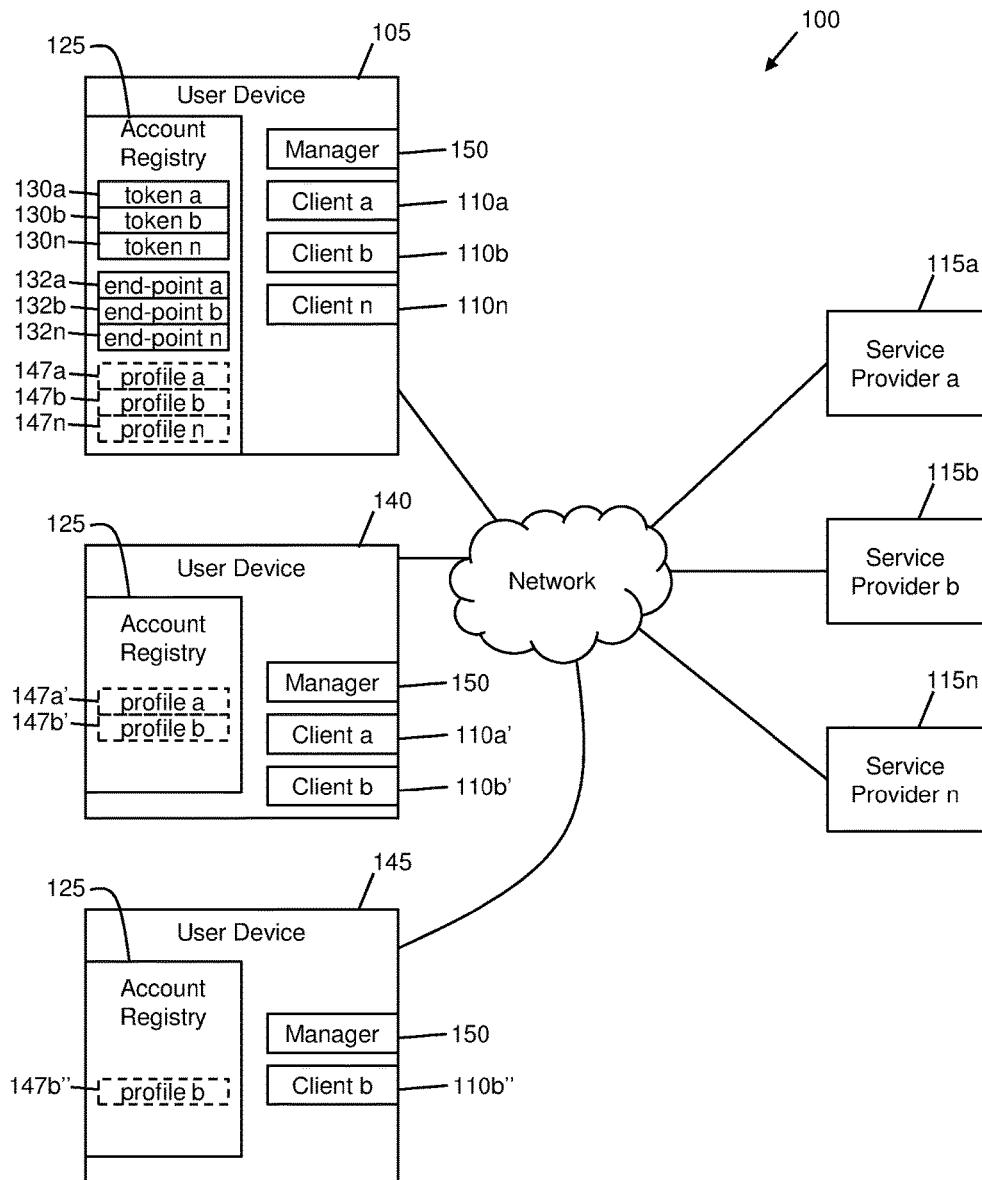 100
125
105
User Device
Account
Registry
Manager
150
130a
token a
130b
token b
130n
token n
Client a
110a
Client b
110b
132a
end-point a
132b
end-point b
132n
end-point n
Client n
110n
147a
profile a
147b
profile b
147n
profile n
115a
Service
Provider a
125
140
User Device
Account
Registry
147a'
profile a
147b'
profile b
Manager
150
Client a
110a'
Client b
110b'
Network
115b
Service
Provider b
115n
Service
Provider n
125
145
User Device
Account
Registry
Manager
150
147b''
profile b
Client b
110b''